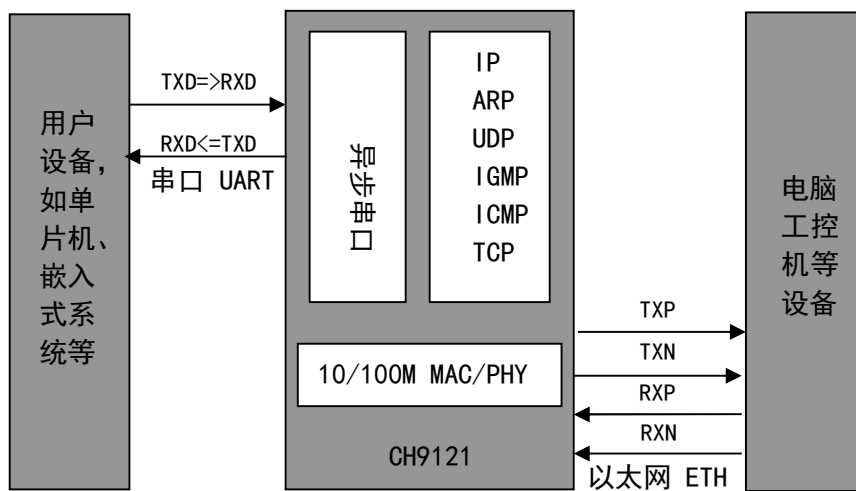 用户
设备，
如单
片机、
嵌入
式系
统等
TXD=>RXD
RXD<=TXD
串口 UART
异步串口
IP
ARP
UDP
IGMP
ICMP
TCP
10/100M MAC/PHY
CH9121
TXP
TXN
RXP
RXN
以太网 ETH
电脑
工控
机等
设备